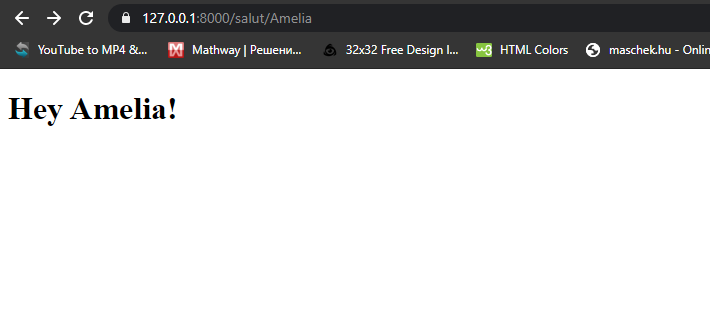 127.0.0.1:8000/salut/Amelia
YouTube to MP4 &... Mathway | Решени... 32x32 Free Design I... HTML Colors maschek.hu - Onlin
Hey Amelia!